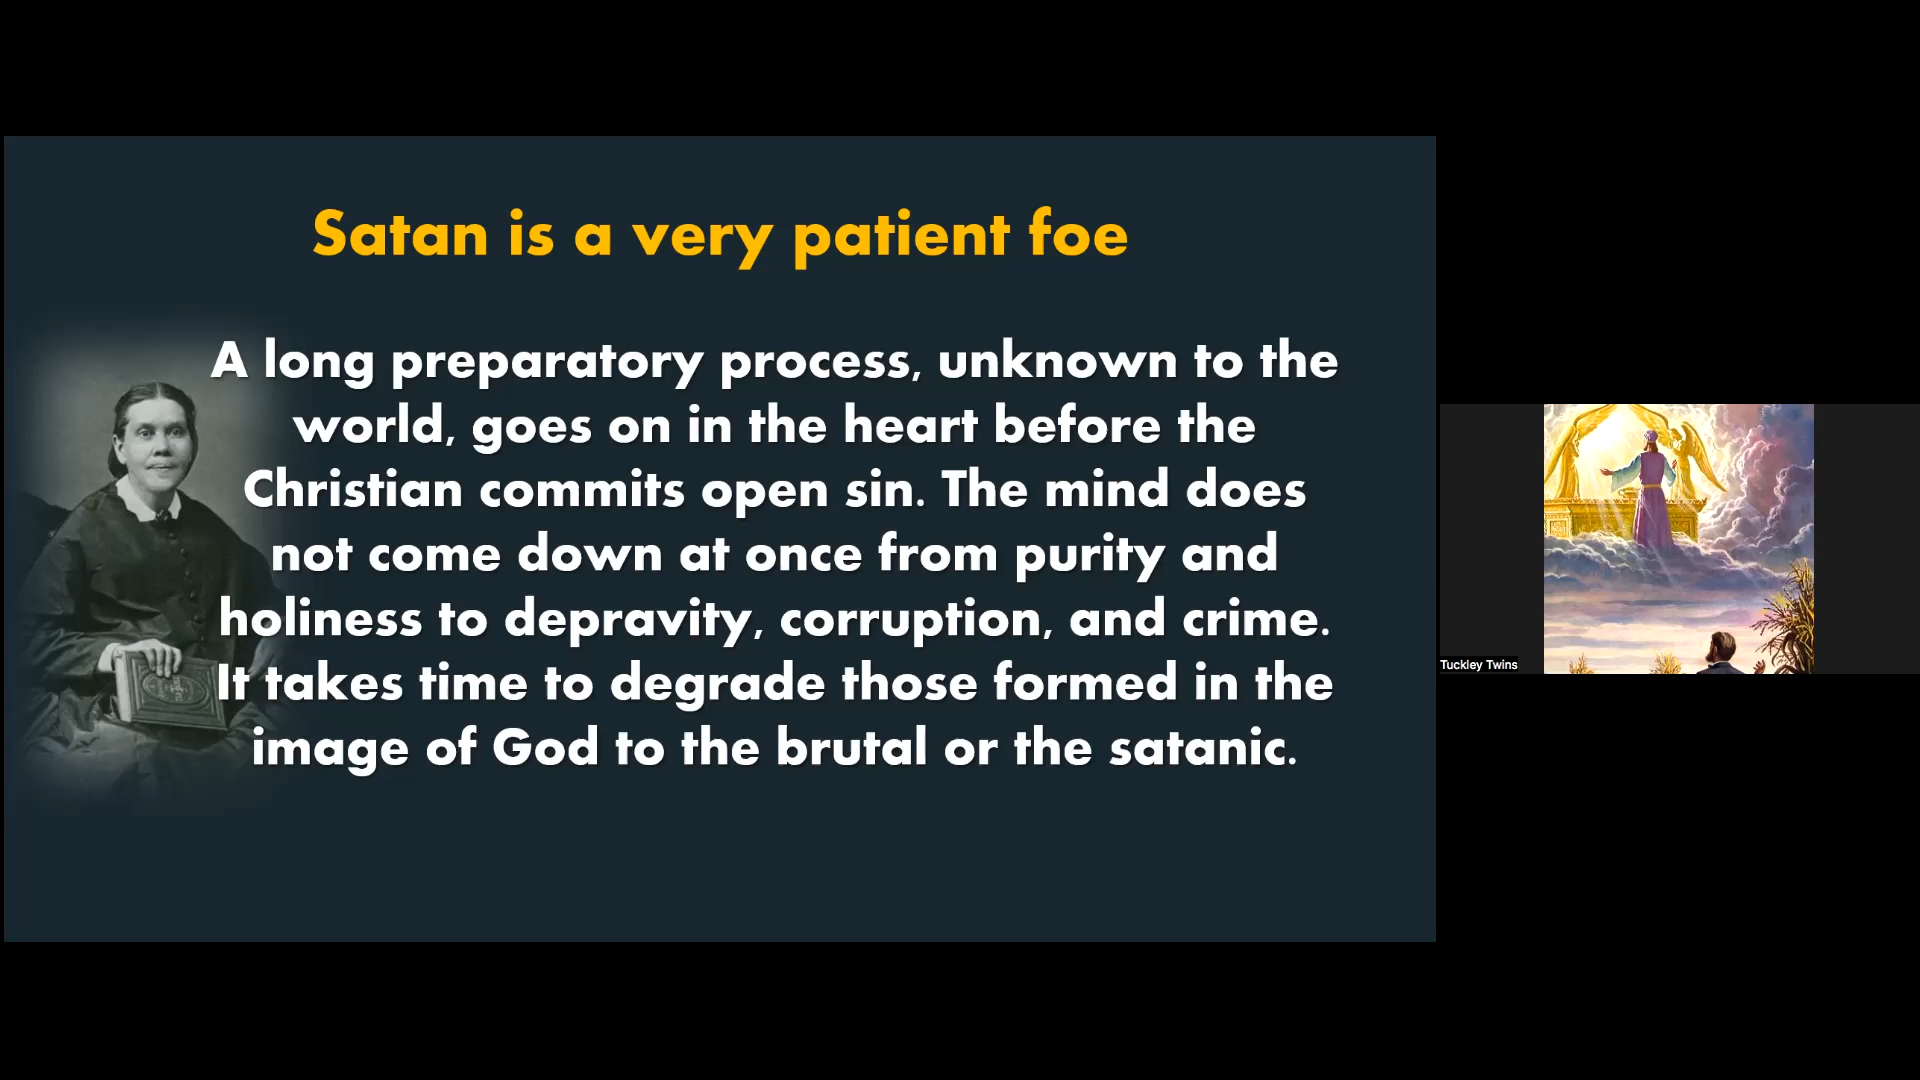 Satan is a very patient foe
A long preparatory process, unknown to the
world, goes on in the heart before the
Christian commits open sin. The mind does
not come down at once from purity and
holiness to depravity, corruption, and crime.
It takes time to degrade those formed in the
image of God to the brutal or the satanic.
Tuckley Twins